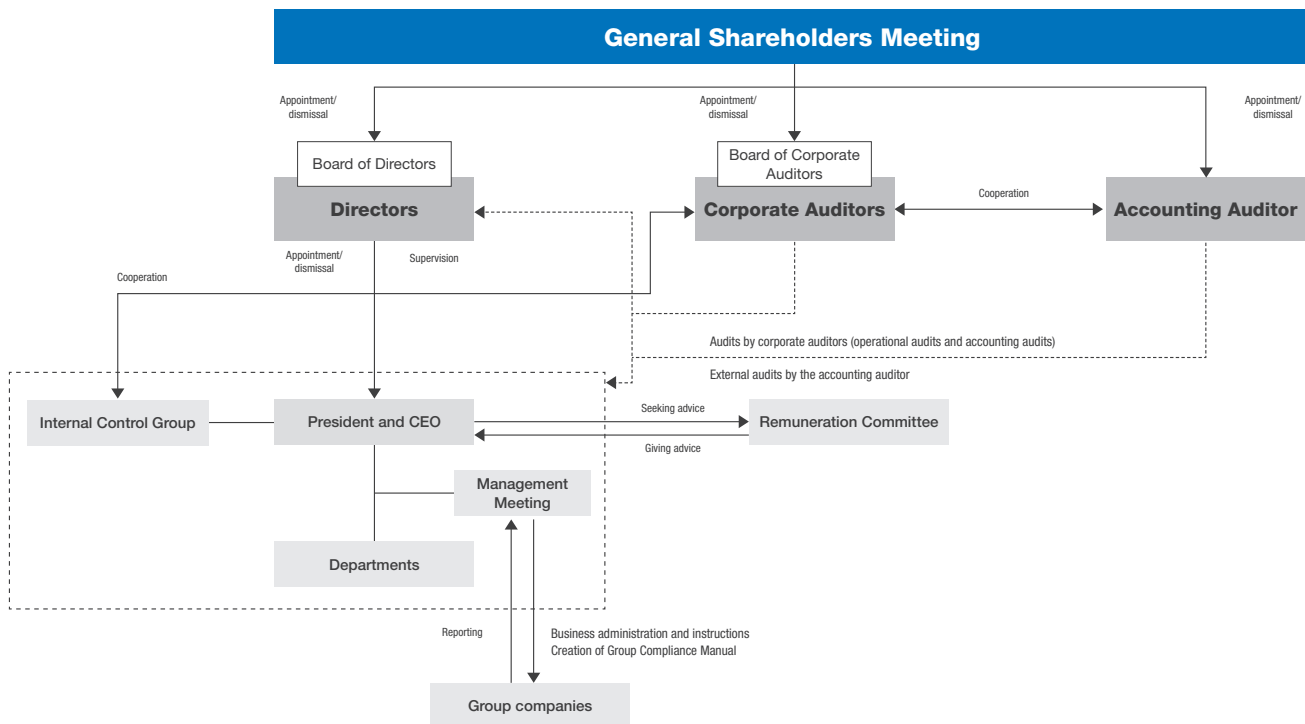 General Shareholders Meeting
Appointment/
dismissal
Appointment/
dismissal
Appointment/
dismissal
Board of Directors
Directors
Board of Corporate
Auditors
Corporate Auditors
Cooperation
Accounting Auditor
Appointment/
dismissal
Supervision
Cooperation
Audits by corporate auditors (operational audits and accounting audits)
External audits by the accounting auditor
Internal Control Group
President and CEO
Seeking advice
Giving advice
Remuneration Committee
Management
Meeting
Departments
Reporting
Business administration and instructions
Creation of Group Compliance Manual
Group companies